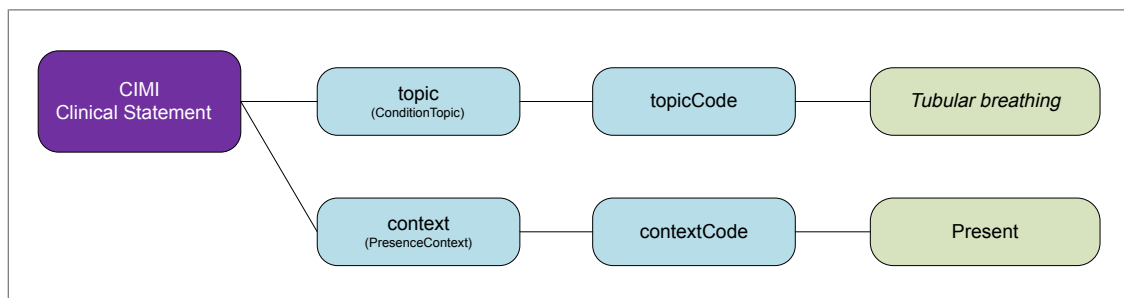 CIMI
Clinical Statement
topic
(ConditionTopic)
topicCode
Tubular breathing
context
(PresenceContext)
contextCode
Present